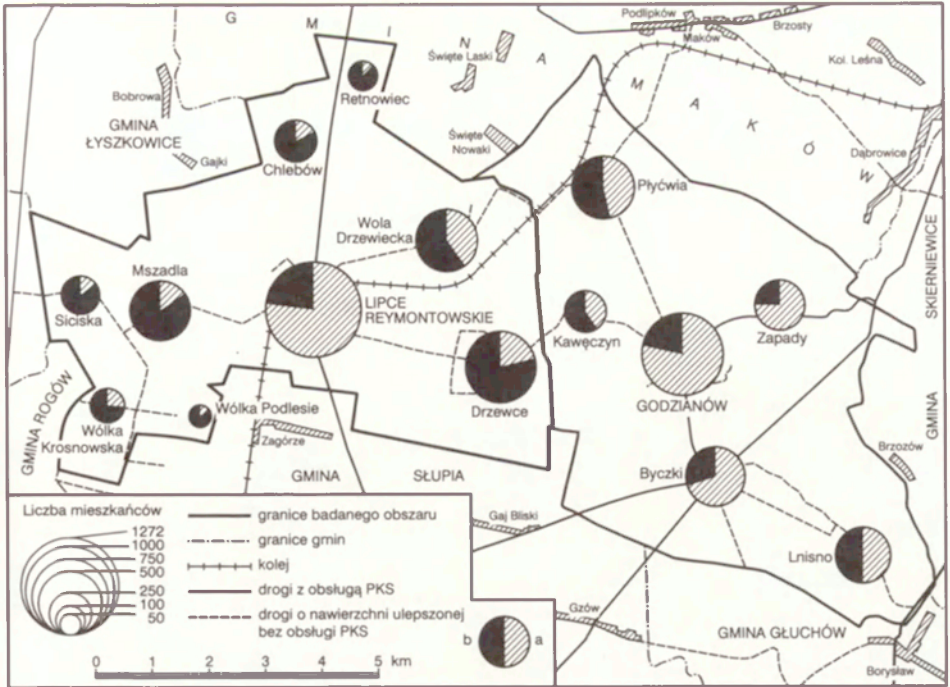 G M I N A M A K Ó W
Podlipków
Maków
Brzosty
Święte Laski
Kol. Leśna
Retnowiec
Bobrowa
GMINA
ŁYSZKOWICE
Gajki
Chlebów
Święte
Nowaki
Dąbrowice
Płyćwia
Wola
Drzewiecka
SKIERNIEWICE
GMINA
Mszadla
Siciska
LIPCE
REYMONTOWSKIE
Kawęczyn
Zapady
Drzewce
GODZIANÓW
GMINA ROGÓW
Wólka
Krosnowska
Wólka Podlesie
Zagórze
GMINA SŁUPIA
Byczki
Brzozów
Gaj Bliski
Lnisno
Gzów
GMINA GŁUCHÓW
Borysław
Liczba mieszkańców
1272
1000
750
500
250
100
50
granice badanego obszaru
granice gmin
kolej
drogi z obsługą PKS
drogi o nawierzchni ulepszonej
bez obsługi PKS
b a
0 1 2 3 4 5 km